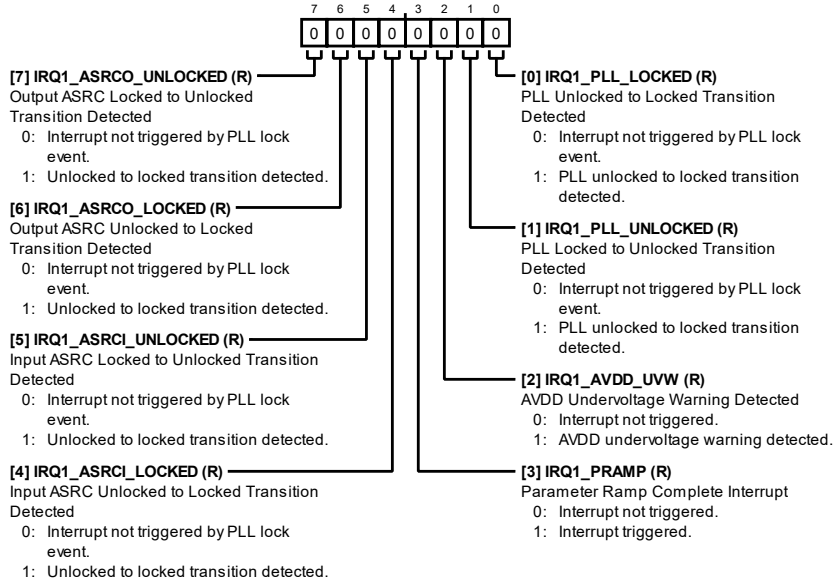 7 6 5 4 3 2 1 0
0 0 0 0 0 0 0 0
[7] IRQ1_ASRCO_UNLOCKED (R)
Output ASRC Locked to Unlocked
Transition Detected
0: Interrupt not triggered by PLL lock
event.
1: Unlocked to locked transition detected.
[6] IRQ1_ASRCO_LOCKED (R)
Output ASRC Unlocked to Locked
Transition Detected
0: Interrupt not triggered by PLL lock
event.
1: Unlocked to locked transition detected.
[5] IRQ1_ASRCI_UNLOCKED (R)
Input ASRC Locked to Unlocked Transition
Detected
0: Interrupt not triggered by PLL lock
event.
1: Unlocked to locked transition detected.
[4] IRQ1_ASRCI_LOCKED (R)
Input ASRC Unlocked to Locked Transition
Detected
0: Interrupt not triggered by PLL lock
event.
1: Unlocked to locked transition detected.
[0] IRQ1_PLL_LOCKED (R)
PLL Unlocked to Locked Transition
Detected
0: Interrupt not triggered by PLL lock
event.
1: PLL unlocked to locked transition
detected.
[1] IRQ1_PLL_UNLOCKED (R)
PLL Locked to Unlocked Transition
Detected
0: Interrupt not triggered by PLL lock
event.
1: PLL unlocked to locked transition
detected.
[2] IRQ1_AVDD_UVW (R)
AVDD Undervoltage Warning Detected
0: Interrupt not triggered.
1: AVDD undervoltage warning detected.
[3] IRQ1_PRAMP (R)
Parameter Ramp Complete Interrupt
0: Interrupt not triggered.
1: Interrupt triggered.